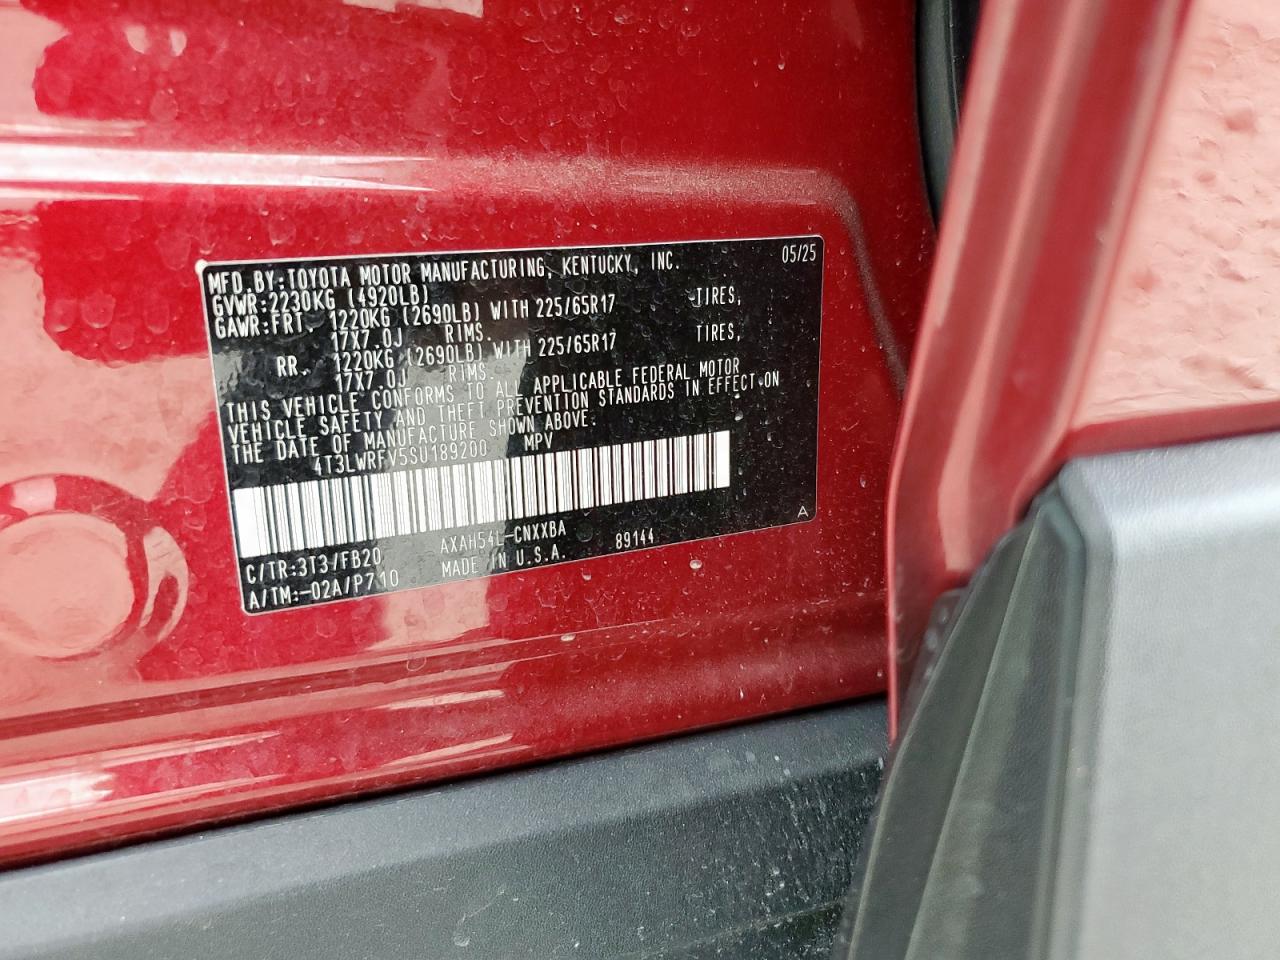 MFD.BY:TOYOTA MOTOR MANUFACTURING, KENTUCKY, INC. 05/25
GVWR:2230KG (4920LB)
GAWR:FRT 1220KG (2690LB) WITH 225/65R17 TIRES,
17X7.0J RIMS.
RR. 1220KG (2690LB) WITH 225/65R17 TIRES,
17X7.0J RIMS.
THIS VEHICLE CONFORMS TO ALL APPLICABLE FEDERAL MOTOR
VEHICLE SAFETY AND THEFT PREVENTION STANDARDS IN EFFECT ON
THE DATE OF MANUFACTURE SHOWN ABOVE.
4T3LWRFV5SU189200 MPV
A
C/TR:3T3/FB20 AXAH54L-CNXXBA
A/TM:-02A/P710 MADE IN U.S.A. 89144